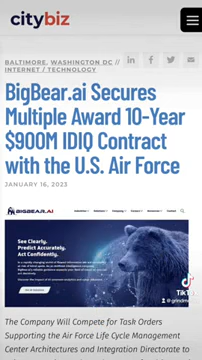 citybiz
BALTIMORE, WASHINGTON DC //
INTERNET / TECHNOLOGY
BigBear.ai Secures
Multiple Award 10-Year
$900M IDIQ Contract
with the U.S. Air Force
JANUARY 16, 2023
BIGBEAR.AI
See Clearly.
Predict Accurately.
Act Confidently.
TikTok
The Company Will Compete for Task Orders
Supporting the Air Force Life Cycle Management
Center Architectures and Integration Directorate to